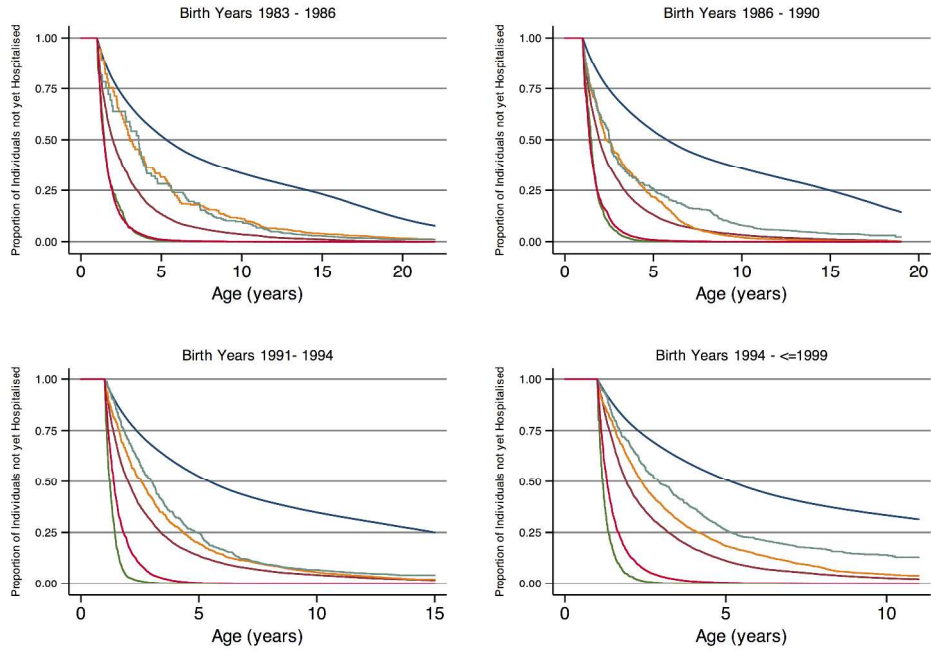 Birth Years 1983 - 1986
Proportion of Individuals not yet Hospitalised
1.00
0.75
0.50
0.25
0.00
0 5 10 15 20
Age (years)
Birth Years 1986 - 1990
Proportion of Individuals not yet Hospitalised
1.00
0.75
0.50
0.25
0.00
0 5 10 15 20
Age (years)
Birth Years 1991- 1994
Proportion of Individuals not yet Hospitalised
1.00
0.75
0.50
0.25
0.00
0 5 10 15
Age (years)
Birth Years 1994 - <=1999
Proportion of Individuals not yet Hospitalised
1.00
0.75
0.50
0.25
0.00
0 5 10
Age (years)